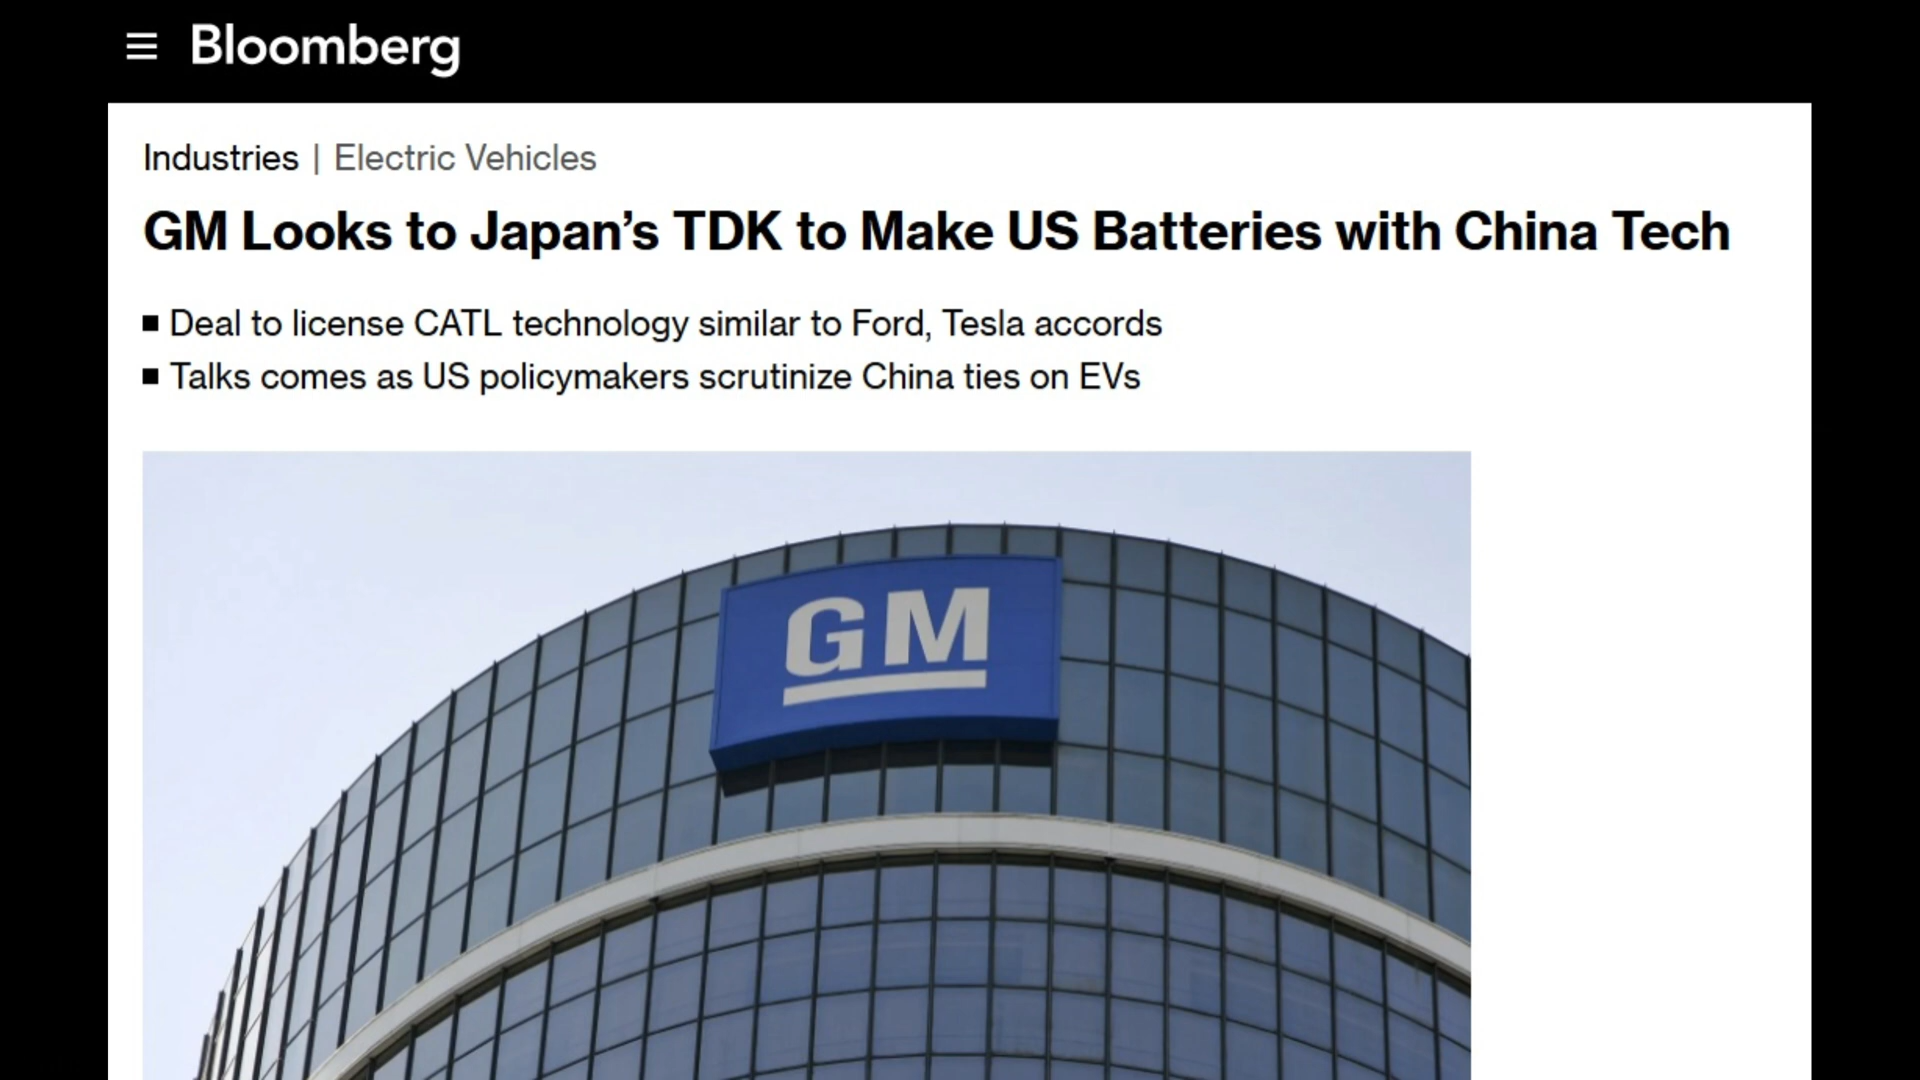 Bloomberg
Industries | Electric Vehicles
GM Looks to Japan’s TDK to Make US Batteries with China Tech
Deal to license CATL technology similar to Ford, Tesla accords
Talks comes as US policymakers scrutinize China ties on EVs
GM